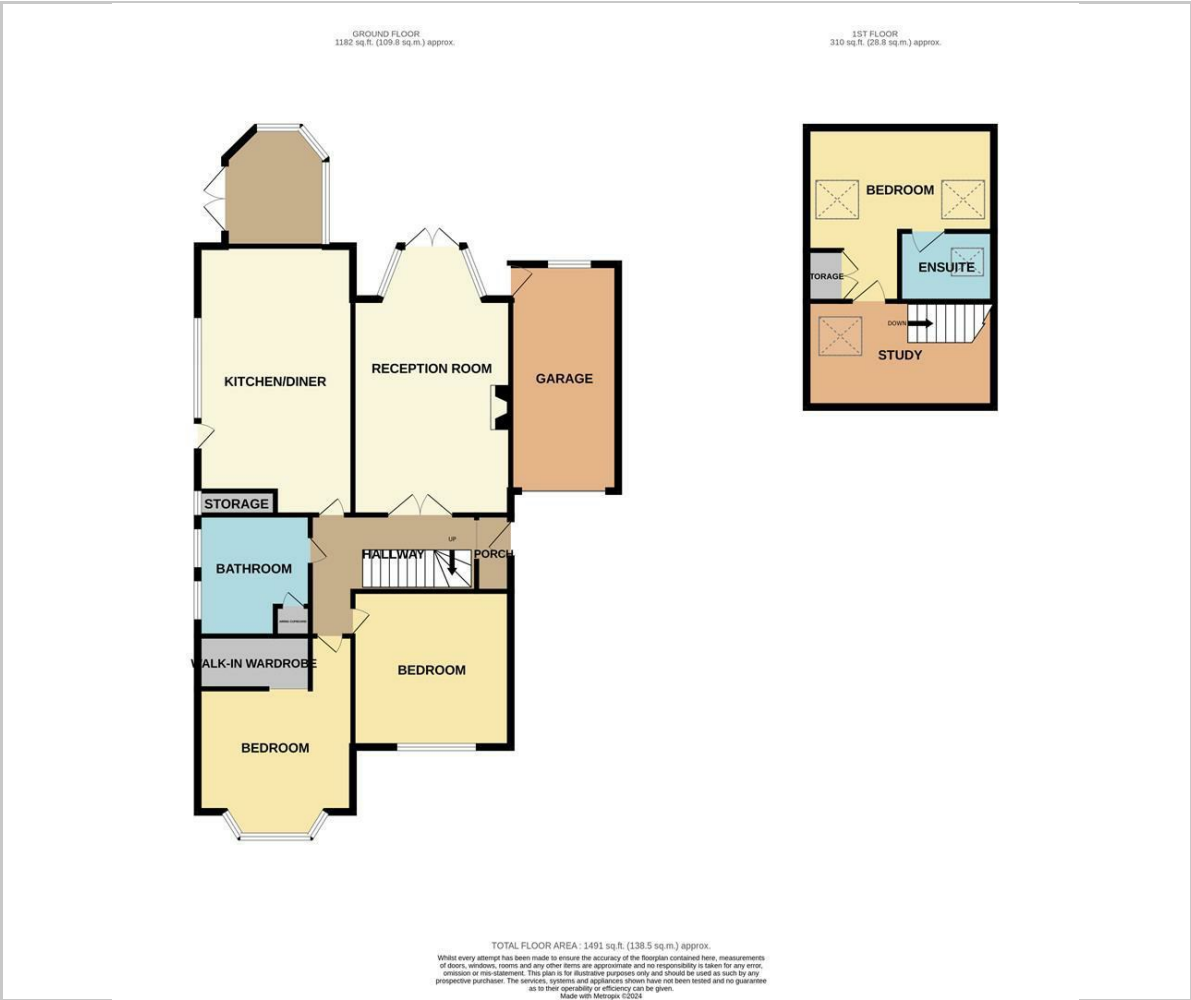 GROUND FLOOR
1182 sq.ft. (109.8 sq.m.) approx.
1ST FLOOR
310 sq.ft. (28.8 sq.m.) approx.
BEDROOM
ENSUITE
TORAGE
DOWN
STUDY
KITCHEN/DINER
RECEPTION ROOM
GARAGE
STORAGE
UP
HALLWAY
PORCH
BATHROOM
WALK-IN WARDROBE
BEDROOM
BEDROOM
TOTAL FLOOR AREA : 1491 sq.ft. (138.5 sq.m.) approx.
Whilst every attempt has been made to ensure the accuracy of the floorplan contained here, measurements
of doors, windows, rooms and any other items are approximate and no responsibility is taken for any error,
omission or mis-statement. This plan is for illustrative purposes only and should be used as such by any
prospective purchaser. The services, systems and appliances shown have not been tested and no guarantee
as to their operability or efficiency can be given.
Made with Metropix ©2024